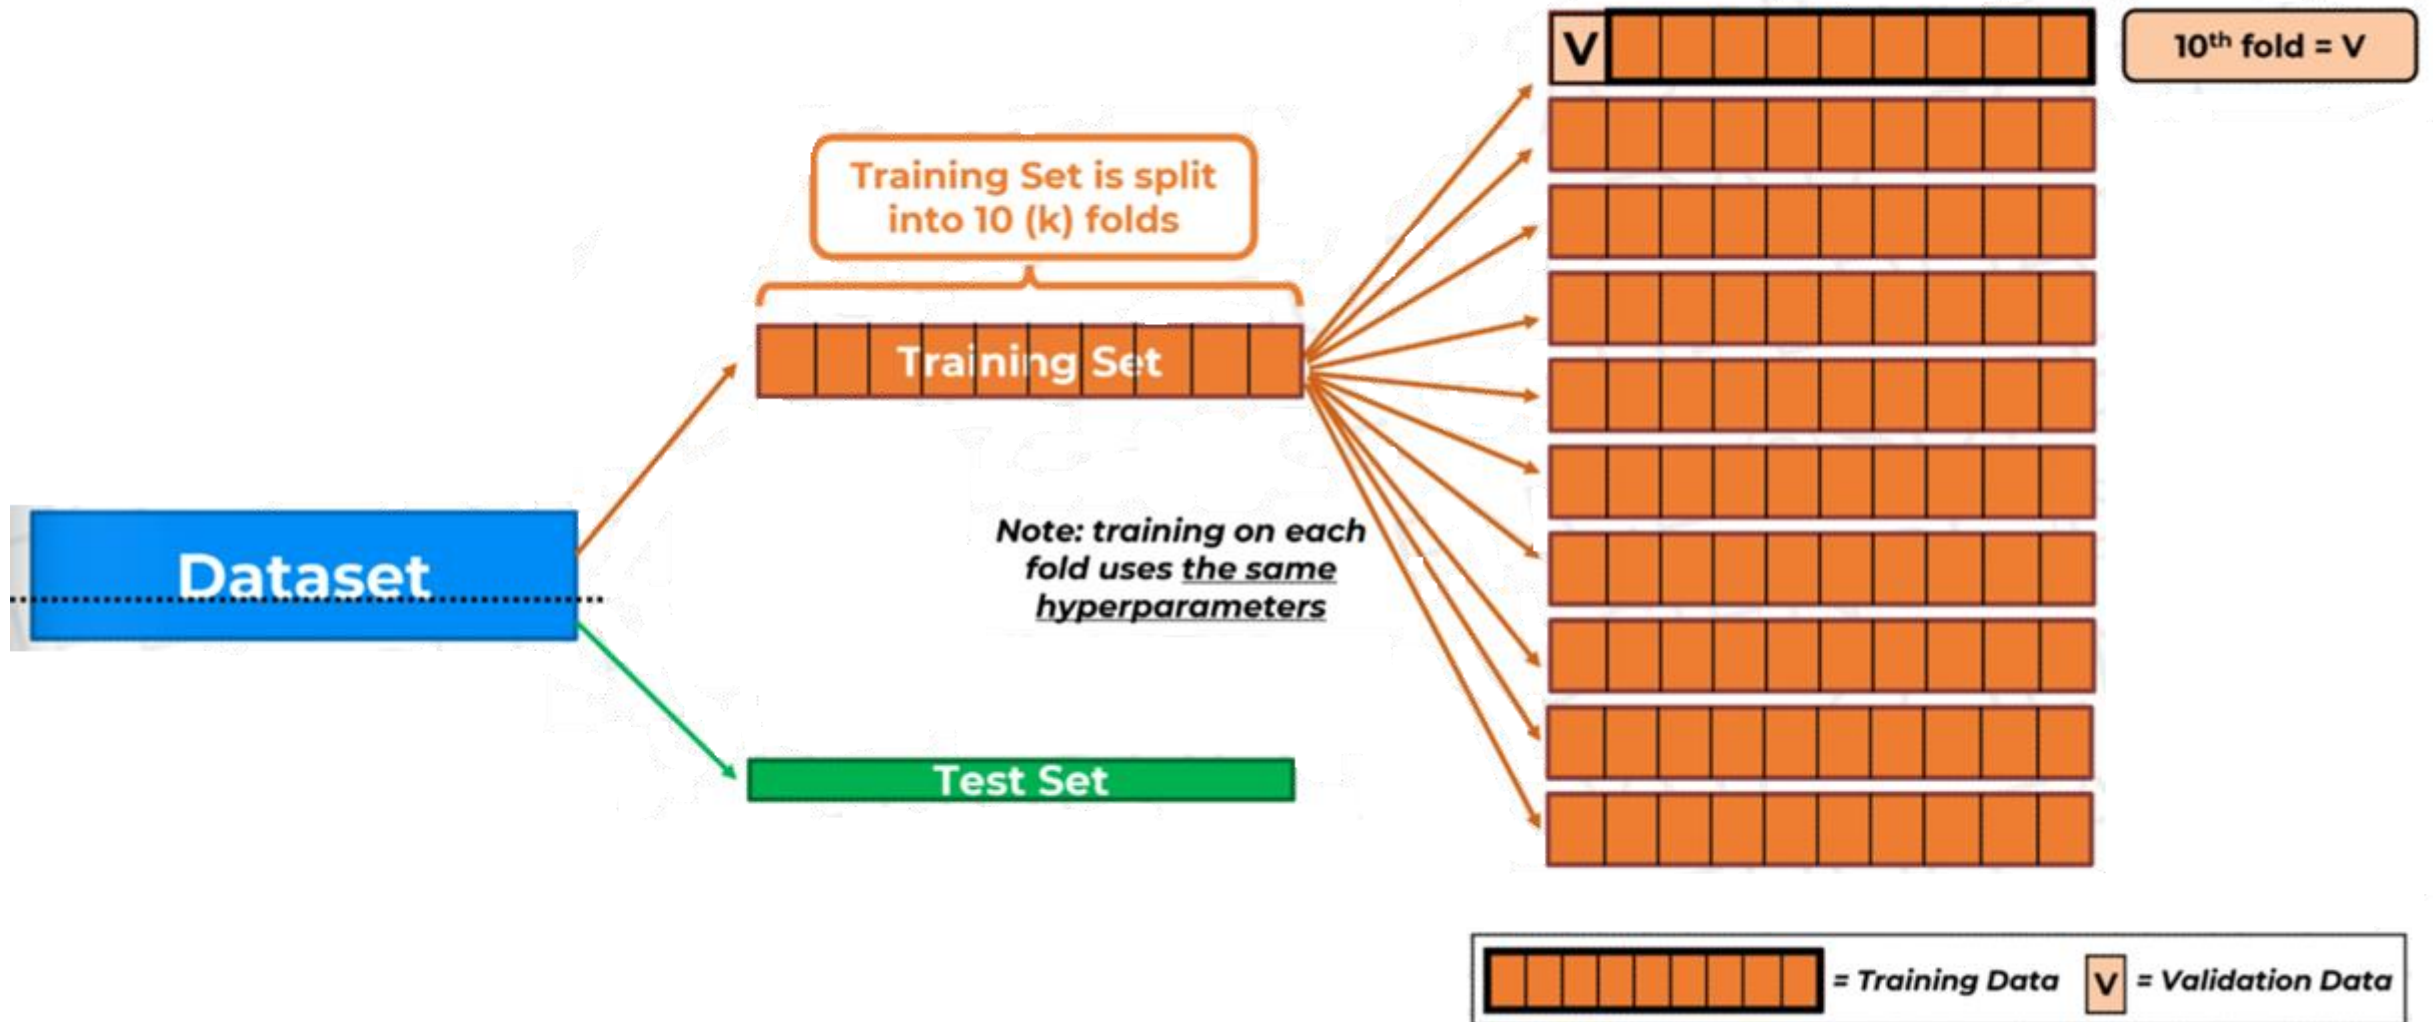 V
10th fold = V
Training Set is split
into 10 (k) folds
Training Set
Note: training on each
fold uses the same
hyperparameters
Dataset
Test Set
= Training Data
V
= Validation Data